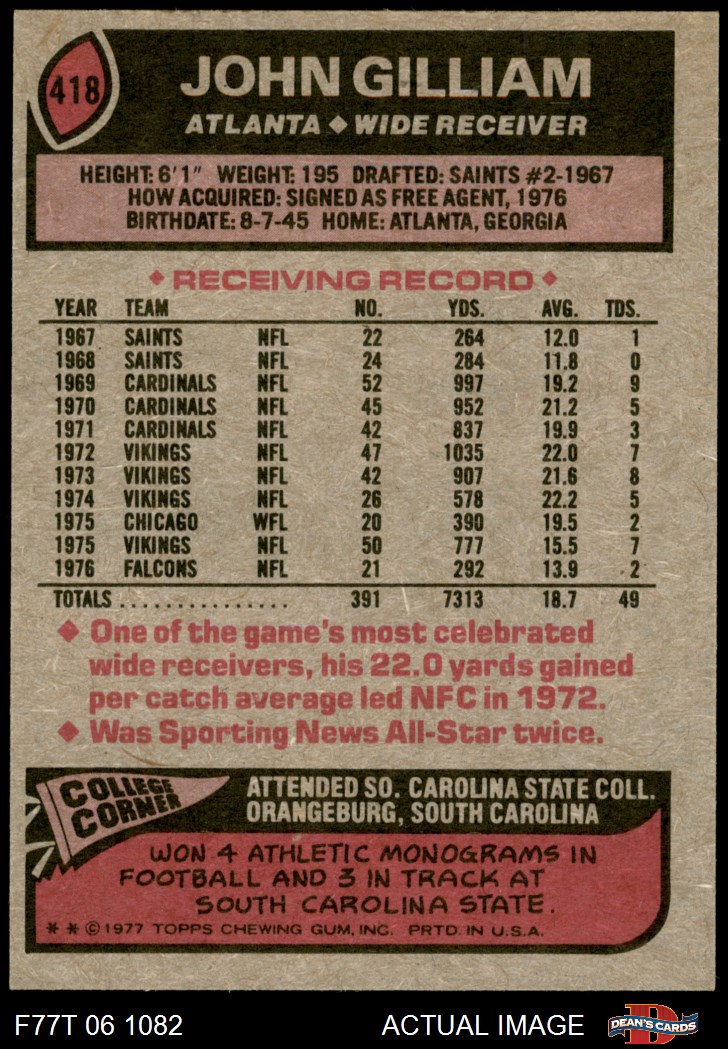 418
JOHN GILLIAM
ATLANTA ◆ WIDE RECEIVER
HEIGHT: 6'1" WEIGHT: 195 DRAFTED: SAINTS #2-1967
HOW ACQUIRED: SIGNED AS FREE AGENT, 1976
BIRTHDATE: 8-7-45 HOME: ATLANTA, GEORGIA
◆ RECEIVING RECORD ◆
YEAR TEAM NO. YDS. AVG. TDS.
1967 SAINTS NFL 22 264 12.0 1
1968 SAINTS NFL 24 284 11.8 0
1969 CARDINALS NFL 52 997 19.2 9
1970 CARDINALS NFL 45 952 21.2 5
1971 CARDINALS NFL 42 837 19.9 3
1972 VIKINGS NFL 47 1035 22.0 7
1973 VIKINGS NFL 42 907 21.6 8
1974 VIKINGS NFL 26 578 22.2 5
1975 CHICAGO WFL 20 390 19.5 2
1975 VIKINGS NFL 50 777 15.5 7
1976 FALCONS NFL 21 292 13.9 2
TOTALS ................ 391 7313 18.7 49
◆ One of the game's most celebrated
wide receivers, his 22.0 yards gained
per catch average led NFC in 1972.
◆ Was Sporting News All-Star twice.
COLLEGE
CORNER
ATTENDED SO. CAROLINA STATE COLL.
ORANGEBURG, SOUTH CAROLINA
WON 4 ATHLETIC MONOGRAMS IN
FOOTBALL AND 3 IN TRACK AT
SOUTH CAROLINA STATE.
* * © 1977 TOPPS CHEWING GUM, INC. PRTD. IN U.S.A.
F77T 06 1082 ACTUAL IMAGE
D
DEAN'S CARDS